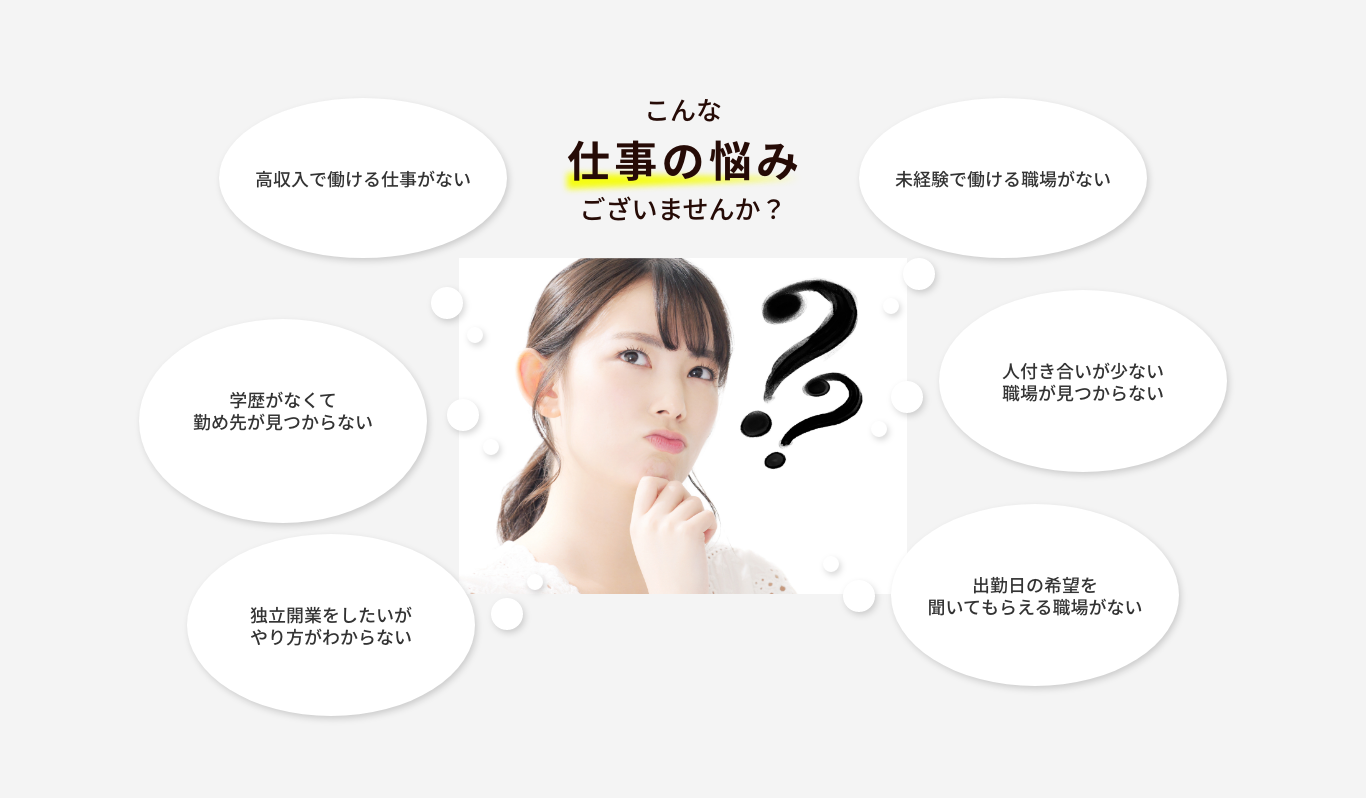 こんな
仕事の悩み
ございませんか？
高収入で働ける仕事がない
未経験で働ける職場がない
学歴がなくて
勤め先が見つからない
人付き合いが少ない
職場が見つからない
独立開業をしたいが
やり方がわからない
出勤日の希望を
聞いてもらえる職場がない
??